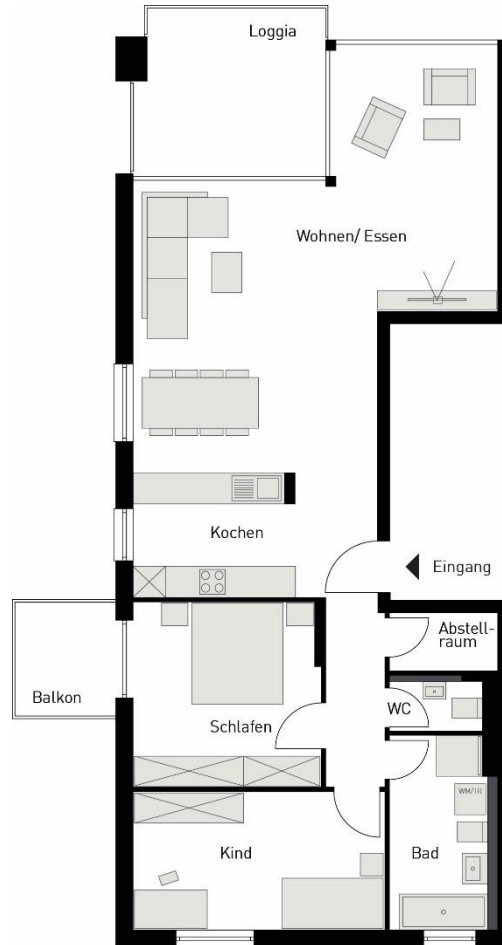 Loggia
Wohnen/ Essen
Kochen
Eingang
Abstell-
raum
Balkon
WC
Schlafen
WM/TR
Kind
Bad